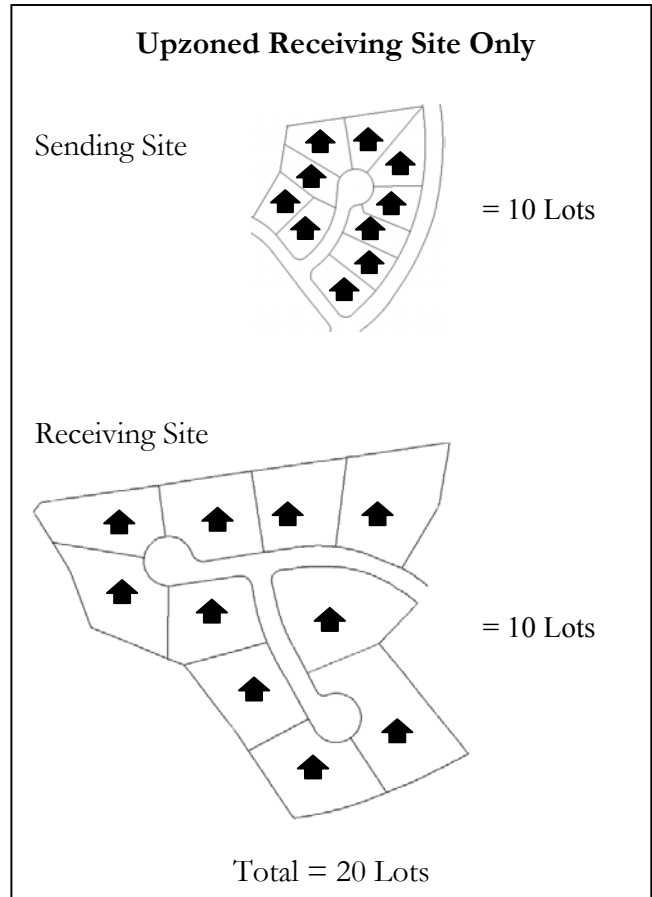 Upzoned Receiving Site Only
Sending Site
= 10 Lots
Receiving Site
= 10 Lots
Total = 20 Lots